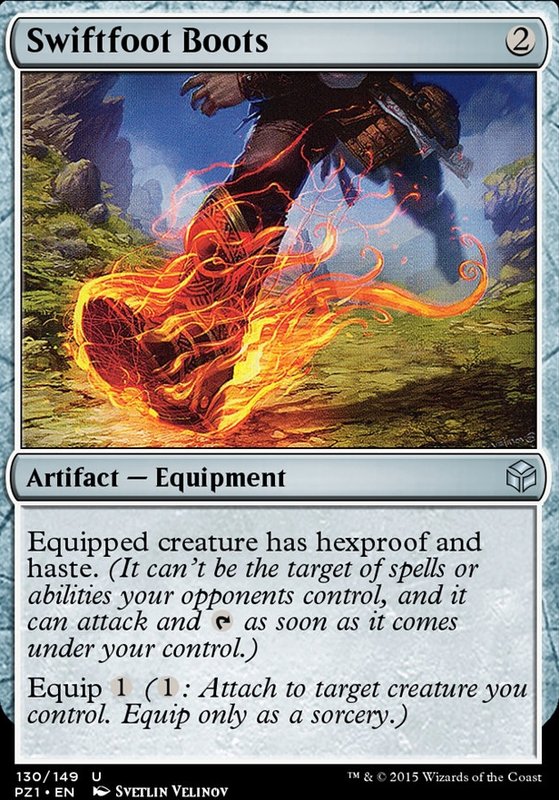 Swiftfoot Boots 2
Artifact — Equipment
Equipped creature has hexproof and
haste. (It can't be the target of spells or
abilities your opponents control, and it
can attack and as soon as it comes
under your control.)
Equip 1 (1: Attach to target creature you
control. Equip only as a sorcery.)
130/149 U
PZ1 • EN Svetlin Velinov
™ & © 2015 Wizards of the Coast